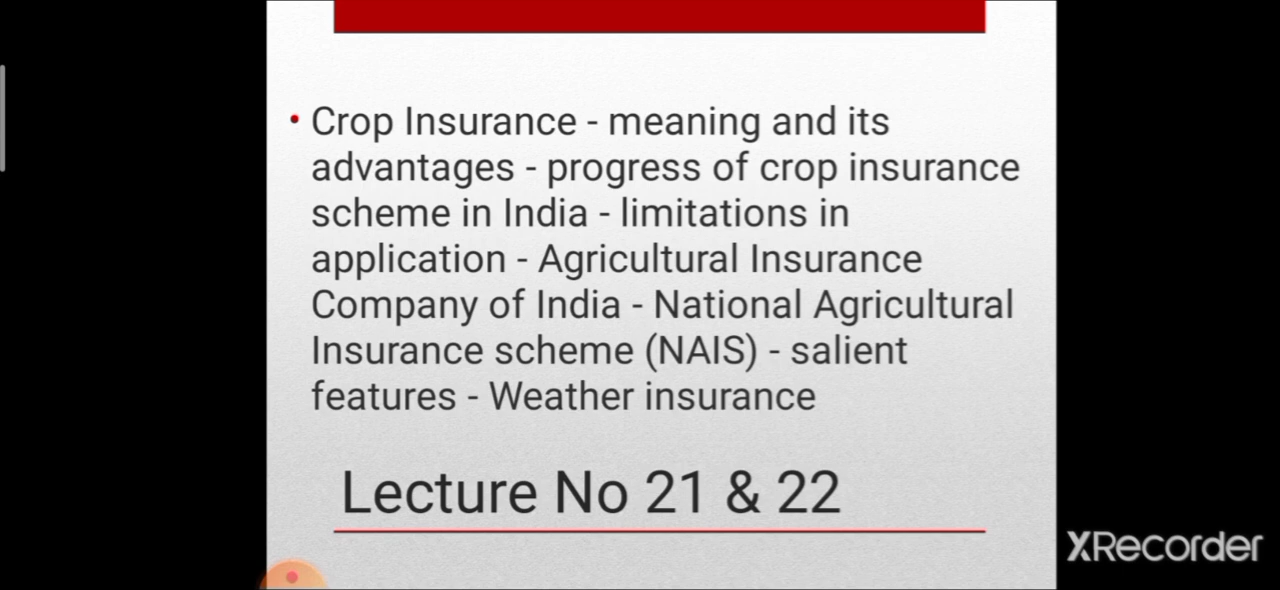 • Crop Insurance - meaning and its
advantages - progress of crop insurance
scheme in India - limitations in
application - Agricultural Insurance
Company of India - National Agricultural
Insurance scheme (NAIS) - salient
features - Weather insurance
Lecture No 21 & 22
XRecorder